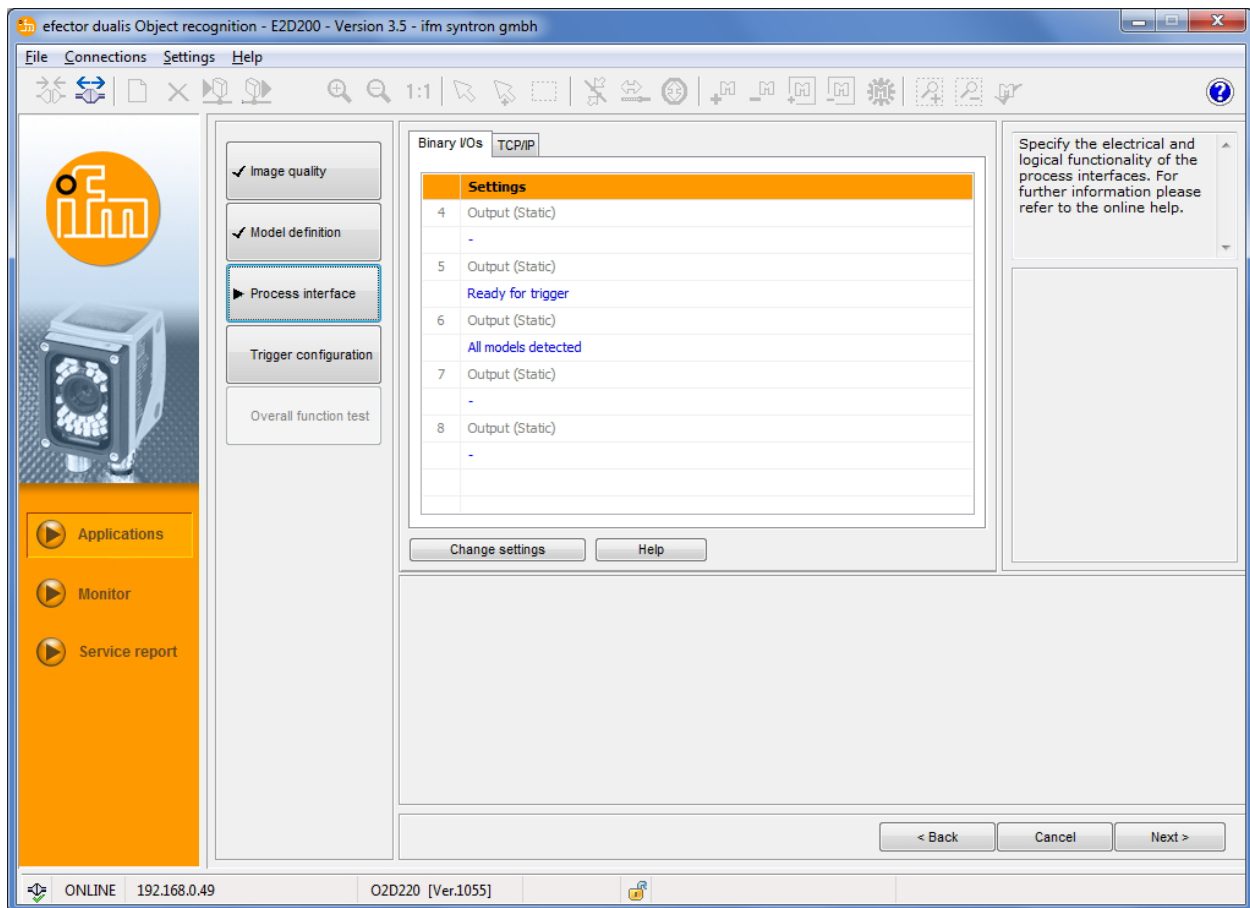 efector dualis Object recognition - E2D200 - Version 3.5 - ifm syntron gmbh
File Connections Settings Help
1:1
ifm
Image quality
Model definition
Process interface
Trigger configuration
Overall function test
Applications
Monitor
Service report
Binary I/Os TCP/IP
Settings
4 Output (Static)
-
5 Output (Static)
Ready for trigger
6 Output (Static)
All models detected
7 Output (Static)
-
8 Output (Static)
-
Change settings Help
Specify the electrical and
logical functionality of the
process interfaces. For
further information please
refer to the online help.
< Back Cancel Next >
ONLINE 192.168.0.49 O2D220 [Ver.1055]